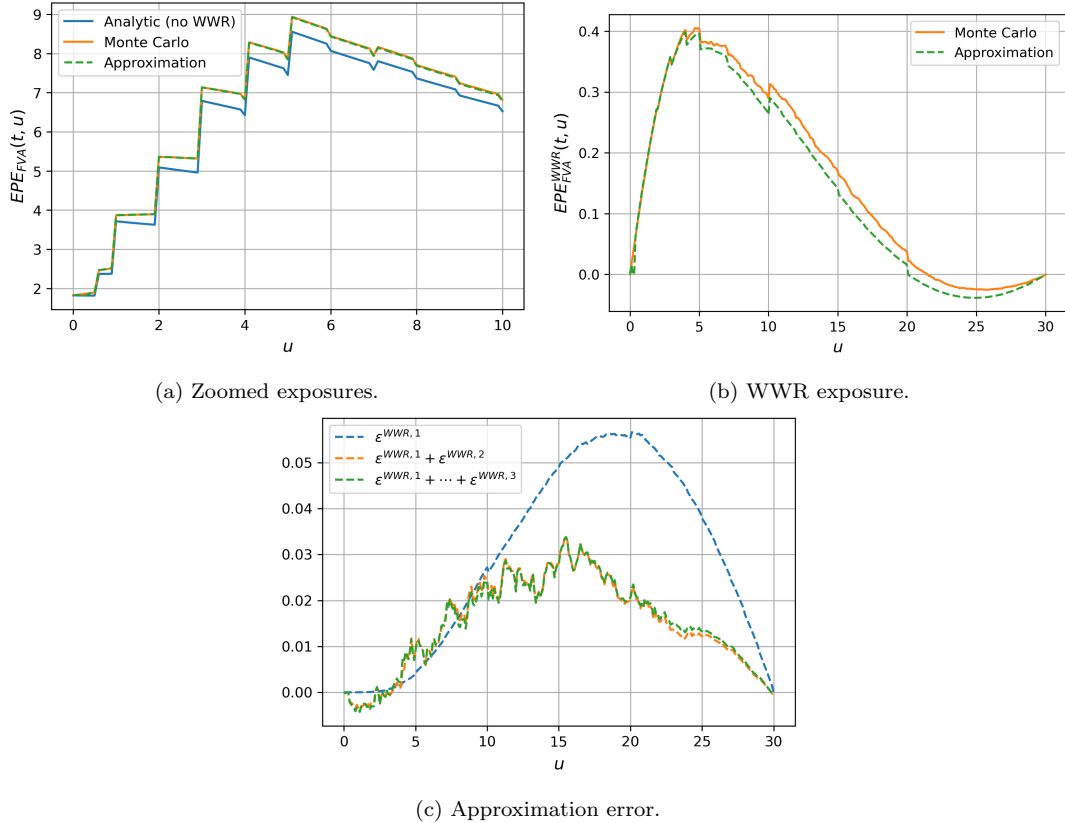 Analytic (no WWR)
Monte Carlo
Approximation
EPE_{FVA}(t, u)
9
8
7
6
5
4
3
2
0 2 4 6 8 10
u
(a) Zoomed exposures.
Monte Carlo
Approximation
EPE^{WWR}_{FVA}(t, u)
0.4
0.3
0.2
0.1
0.0
0 5 10 15 20 25 30
u
(b) WWR exposure.
ε^{WWR, 1}
ε^{WWR, 1} + ε^{WWR, 2}
ε^{WWR, 1} + ⋯ + ε^{WWR, 3}
0.05
0.04
0.03
0.02
0.01
0.00
0 5 10 15 20 25 30
u
(c) Approximation error.